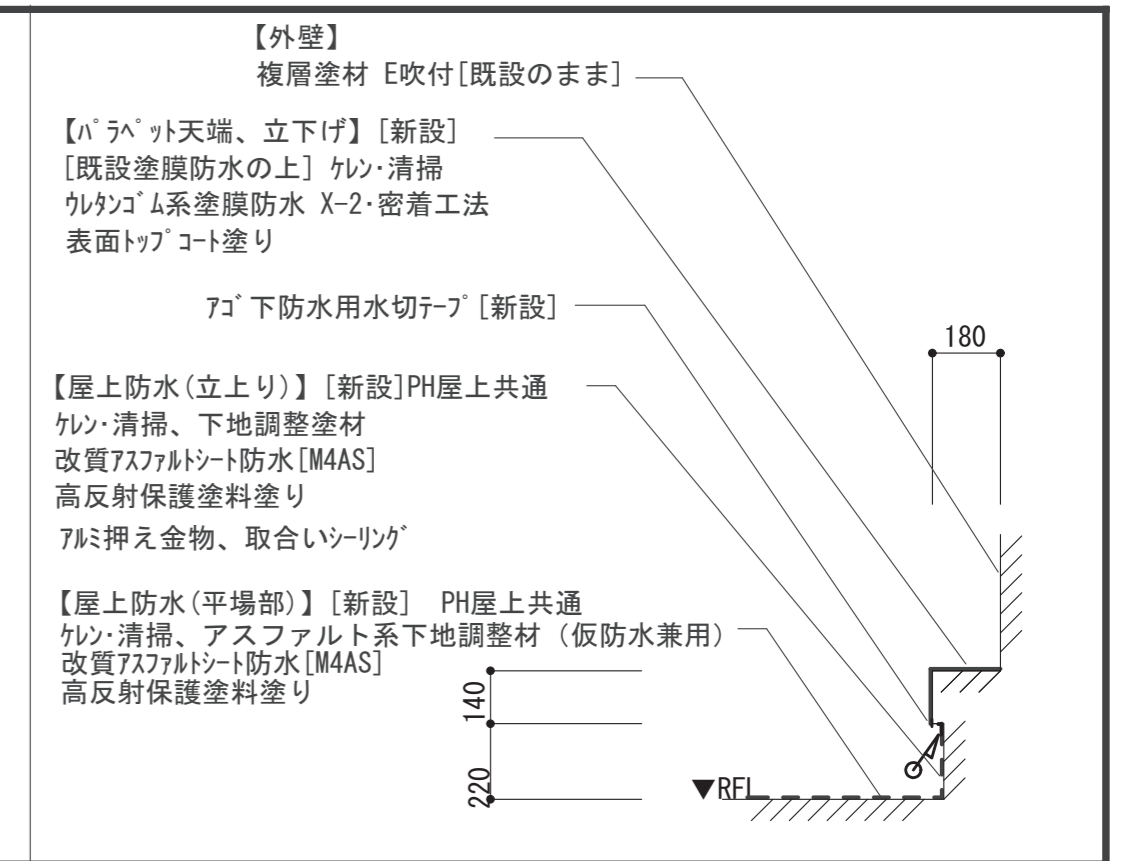 【外壁】
複層塗材 E吹付[既設のまま]
【ﾊﾟﾗﾍﾟｯﾄ天端、立下げ】[新設]
[既設塗膜防水の上] ｹﾚﾝ･清掃
ｳﾚﾀﾝｺﾞﾑ系塗膜防水 X-2･密着工法
表面ﾄｯﾌﾟｺｰﾄ塗り
ｱｺﾞ下防水用水切ﾃｰﾌﾟ[新設]
180
【屋上防水(立上り)】[新設]PH屋上共通
ｹﾚﾝ･清掃、下地調整塗材
改質ｱｽﾌｧﾙﾄｼｰﾄ防水[M4AS]
高反射保護塗料塗り
ｱﾙﾐ押え金物、取合いｼｰﾘﾝｸﾞ
【屋上防水(平場部)】[新設]　PH屋上共通
ｹﾚﾝ･清掃、アスファルト系下地調整材（仮防水兼用）
改質ｱｽﾌｧﾙﾄｼｰﾄ防水[M4AS]
高反射保護塗料塗り
140
220
▼RFL